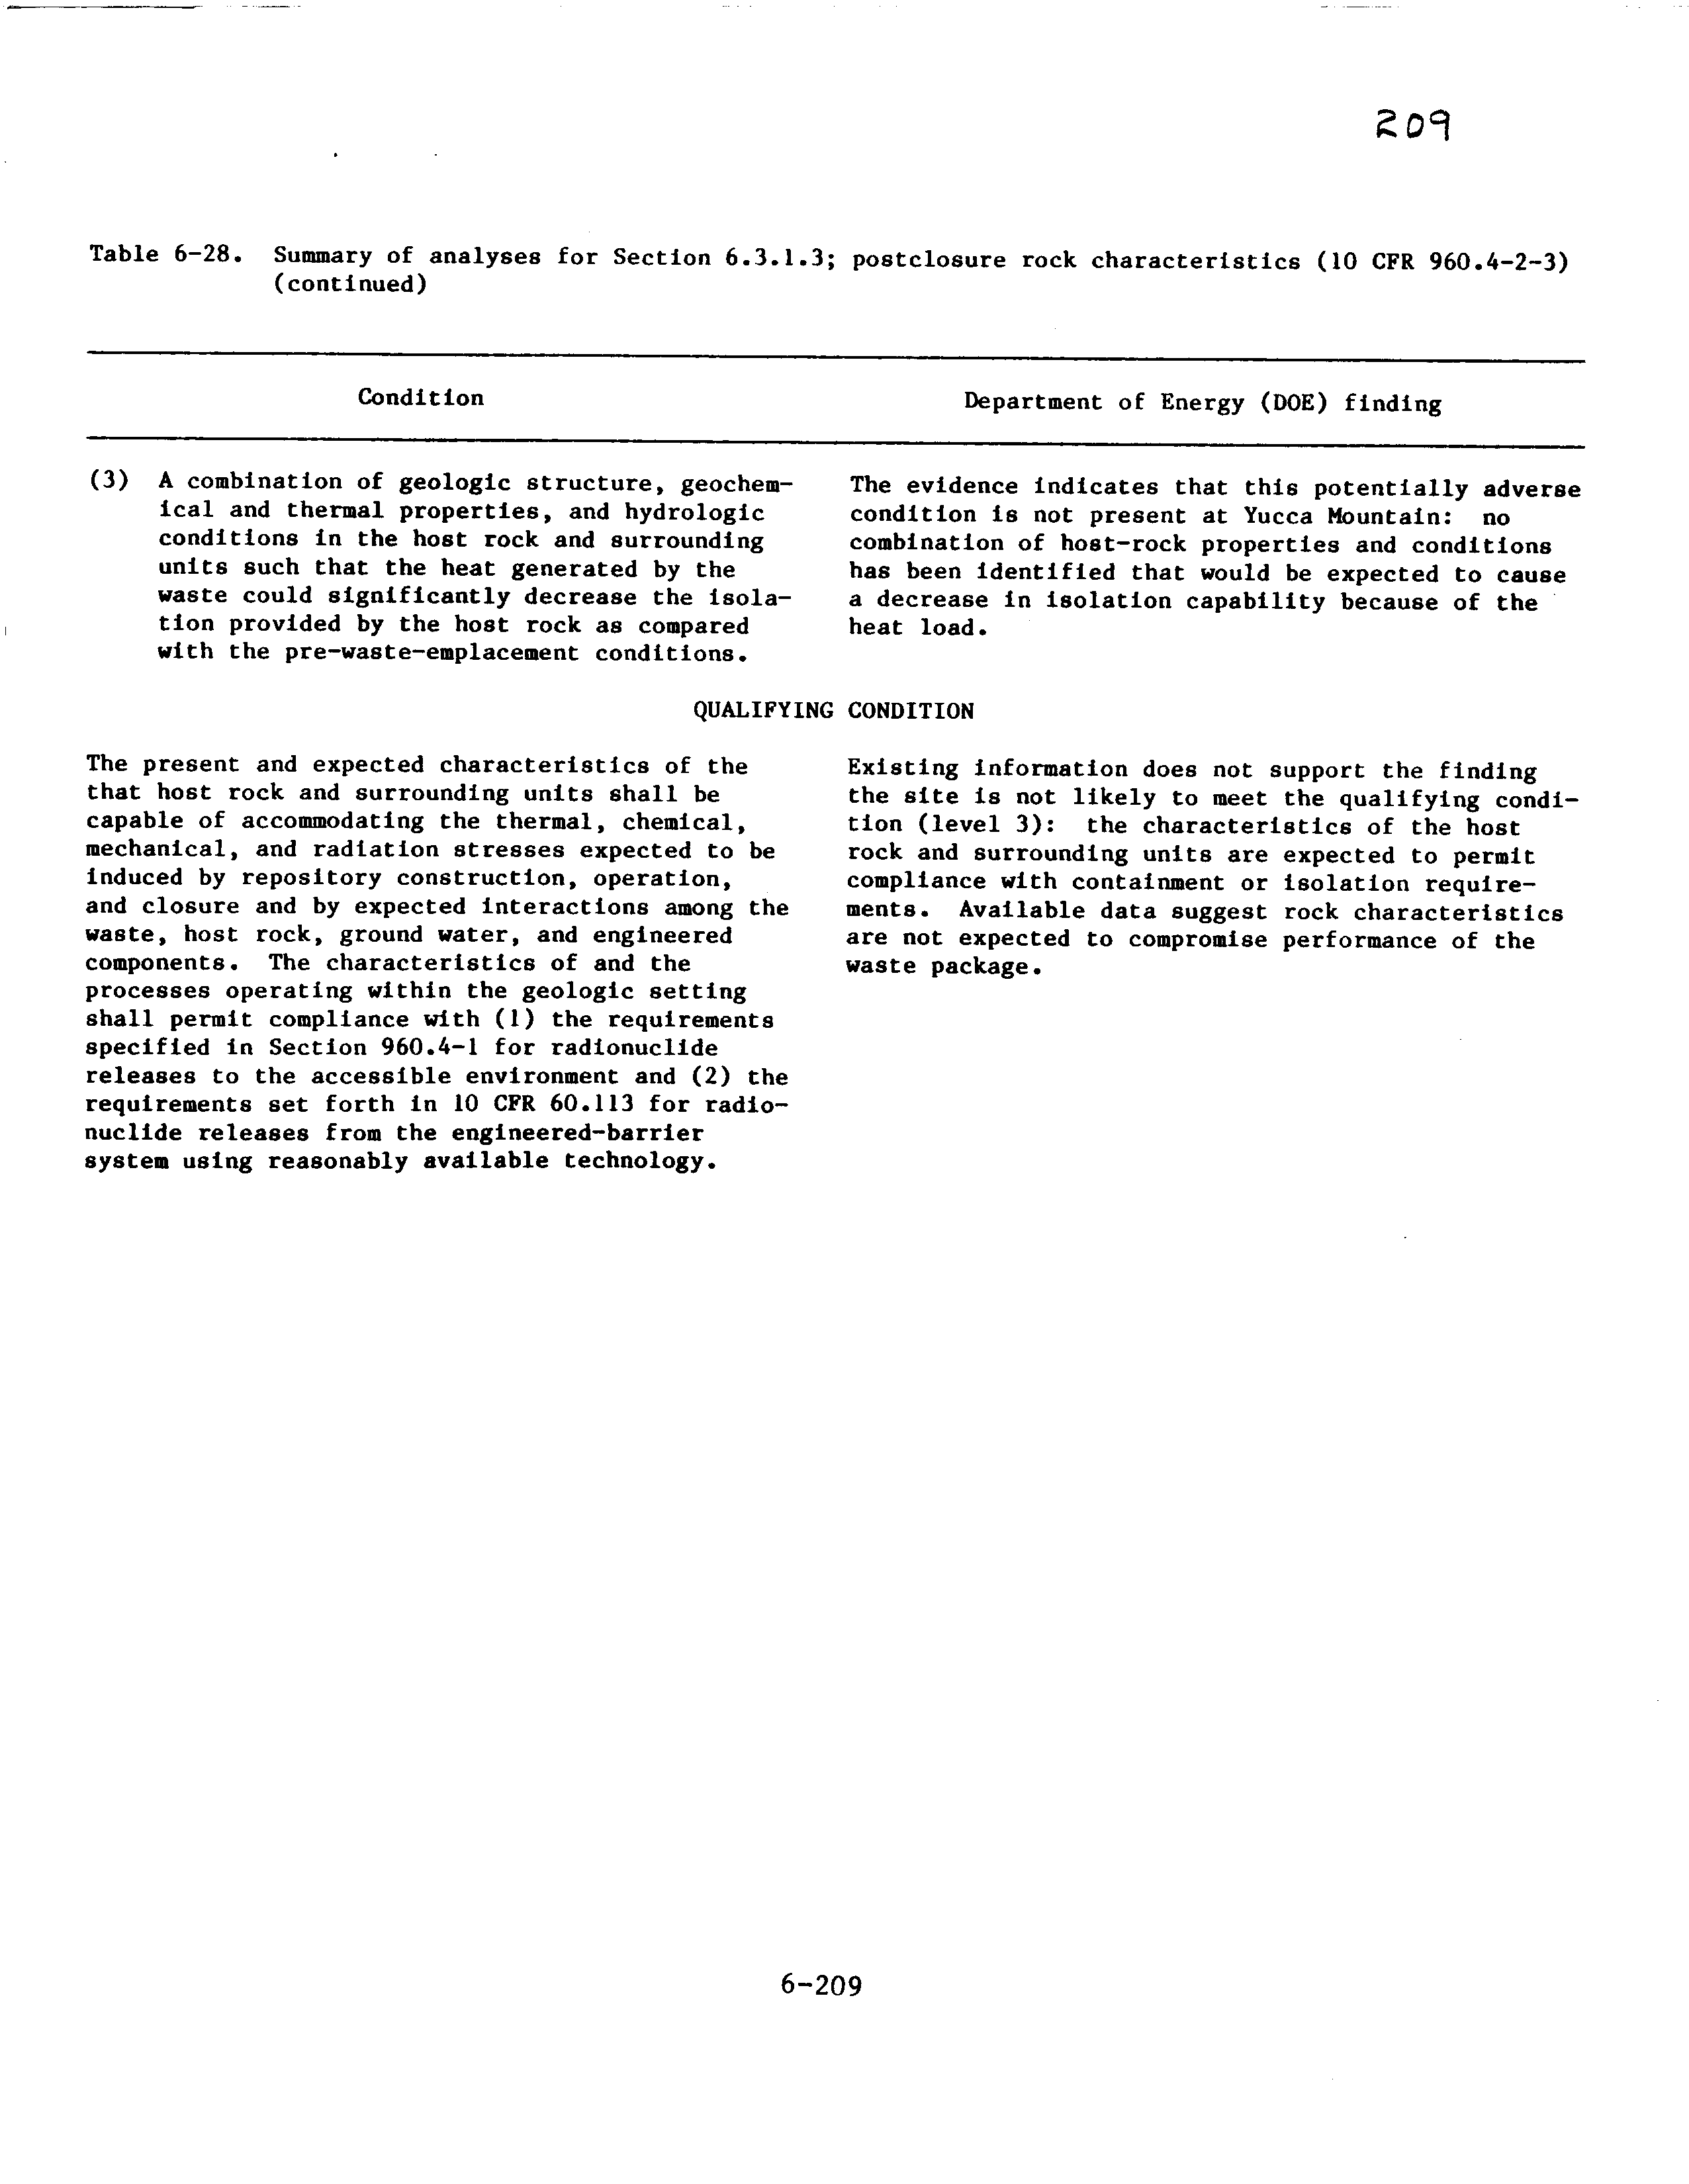 209
Table 6-28. Summary of analyses for Section 6.3.1.3; postclosure rock characteristics (10 CFR 960.4-2-3)
(continued)
Condition
Department of Energy (DOE) finding
(3) A combination of geologic structure, geochem-
ical and thermal properties, and hydrologic
conditions in the host rock and surrounding
units such that the heat generated by the
waste could significantly decrease the isola-
tion provided by the host rock as compared
with the pre-waste-emplacement conditions.
The evidence indicates that this potentially adverse
condition is not present at Yucca Mountain: no
combination of host-rock properties and conditions
has been identified that would be expected to cause
a decrease in isolation capability because of the
heat load.
QUALIFYING CONDITION
The present and expected characteristics of the
that host rock and surrounding units shall be
capable of accommodating the thermal, chemical,
mechanical, and radiation stresses expected to be
induced by repository construction, operation,
and closure and by expected interactions among the
waste, host rock, ground water, and engineered
components. The characteristics of and the
processes operating within the geologic setting
shall permit compliance with (1) the requirements
specified in Section 960.4-1 for radionuclide
releases to the accessible environment and (2) the
requirements set forth in 10 CFR 60.113 for radio-
nuclide releases from the engineered-barrier
system using reasonably available technology.
Existing information does not support the finding
the site is not likely to meet the qualifying condi-
tion (level 3): the characteristics of the host
rock and surrounding units are expected to permit
compliance with containment or isolation require-
ments. Available data suggest rock characteristics
are not expected to compromise performance of the
waste package.
6-209